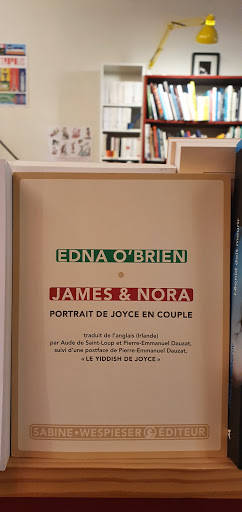 EDNA O'BRIEN
JAMES & NORA
PORTRAIT DE JOYCE EN COUPLE
traduit de l'anglais (Irlande)
par Aude de Saint-Loup et Pierre-Emmanuel Dauzat,
suivi d'une postface de Pierre-Emmanuel Dauzat,
« LE YIDDISH DE JOYCE »
SABINE • WESPIESER ÉDITEUR